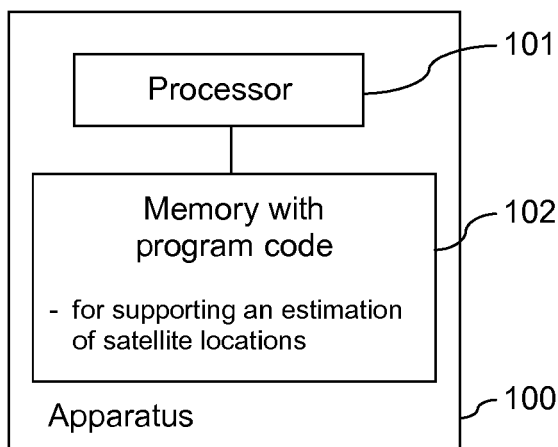 101
Processor
Memory with
program code
102
- for supporting an estimation
of satellite locations
Apparatus
100